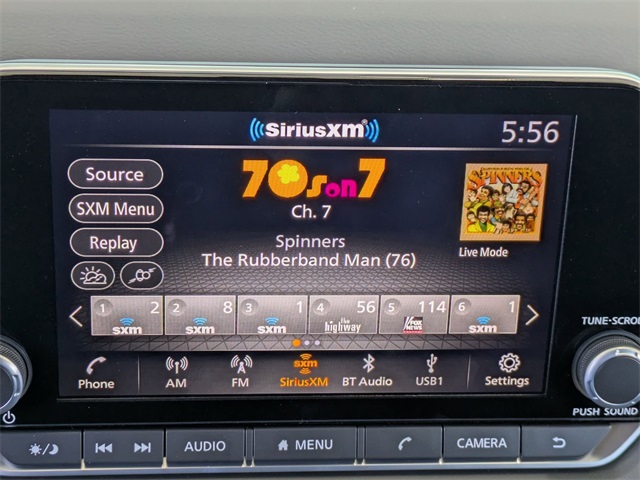 SiriusXM
5:56
Source
70s on 7
SPINNERS
SXM Menu
Ch. 7
Replay
Spinners
Live Mode
The Rubberband Man (76)
1 2 sxm
2 8 sxm
3 1 sxm
4 56 the highway
5 114 FOX NEWS
6 1 sxm
TUNE·SCROL
Phone
AM
FM
sxm
SiriusXM
BT Audio
USB1
Settings
PUSH SOUND
AUDIO
MENU
CAMERA